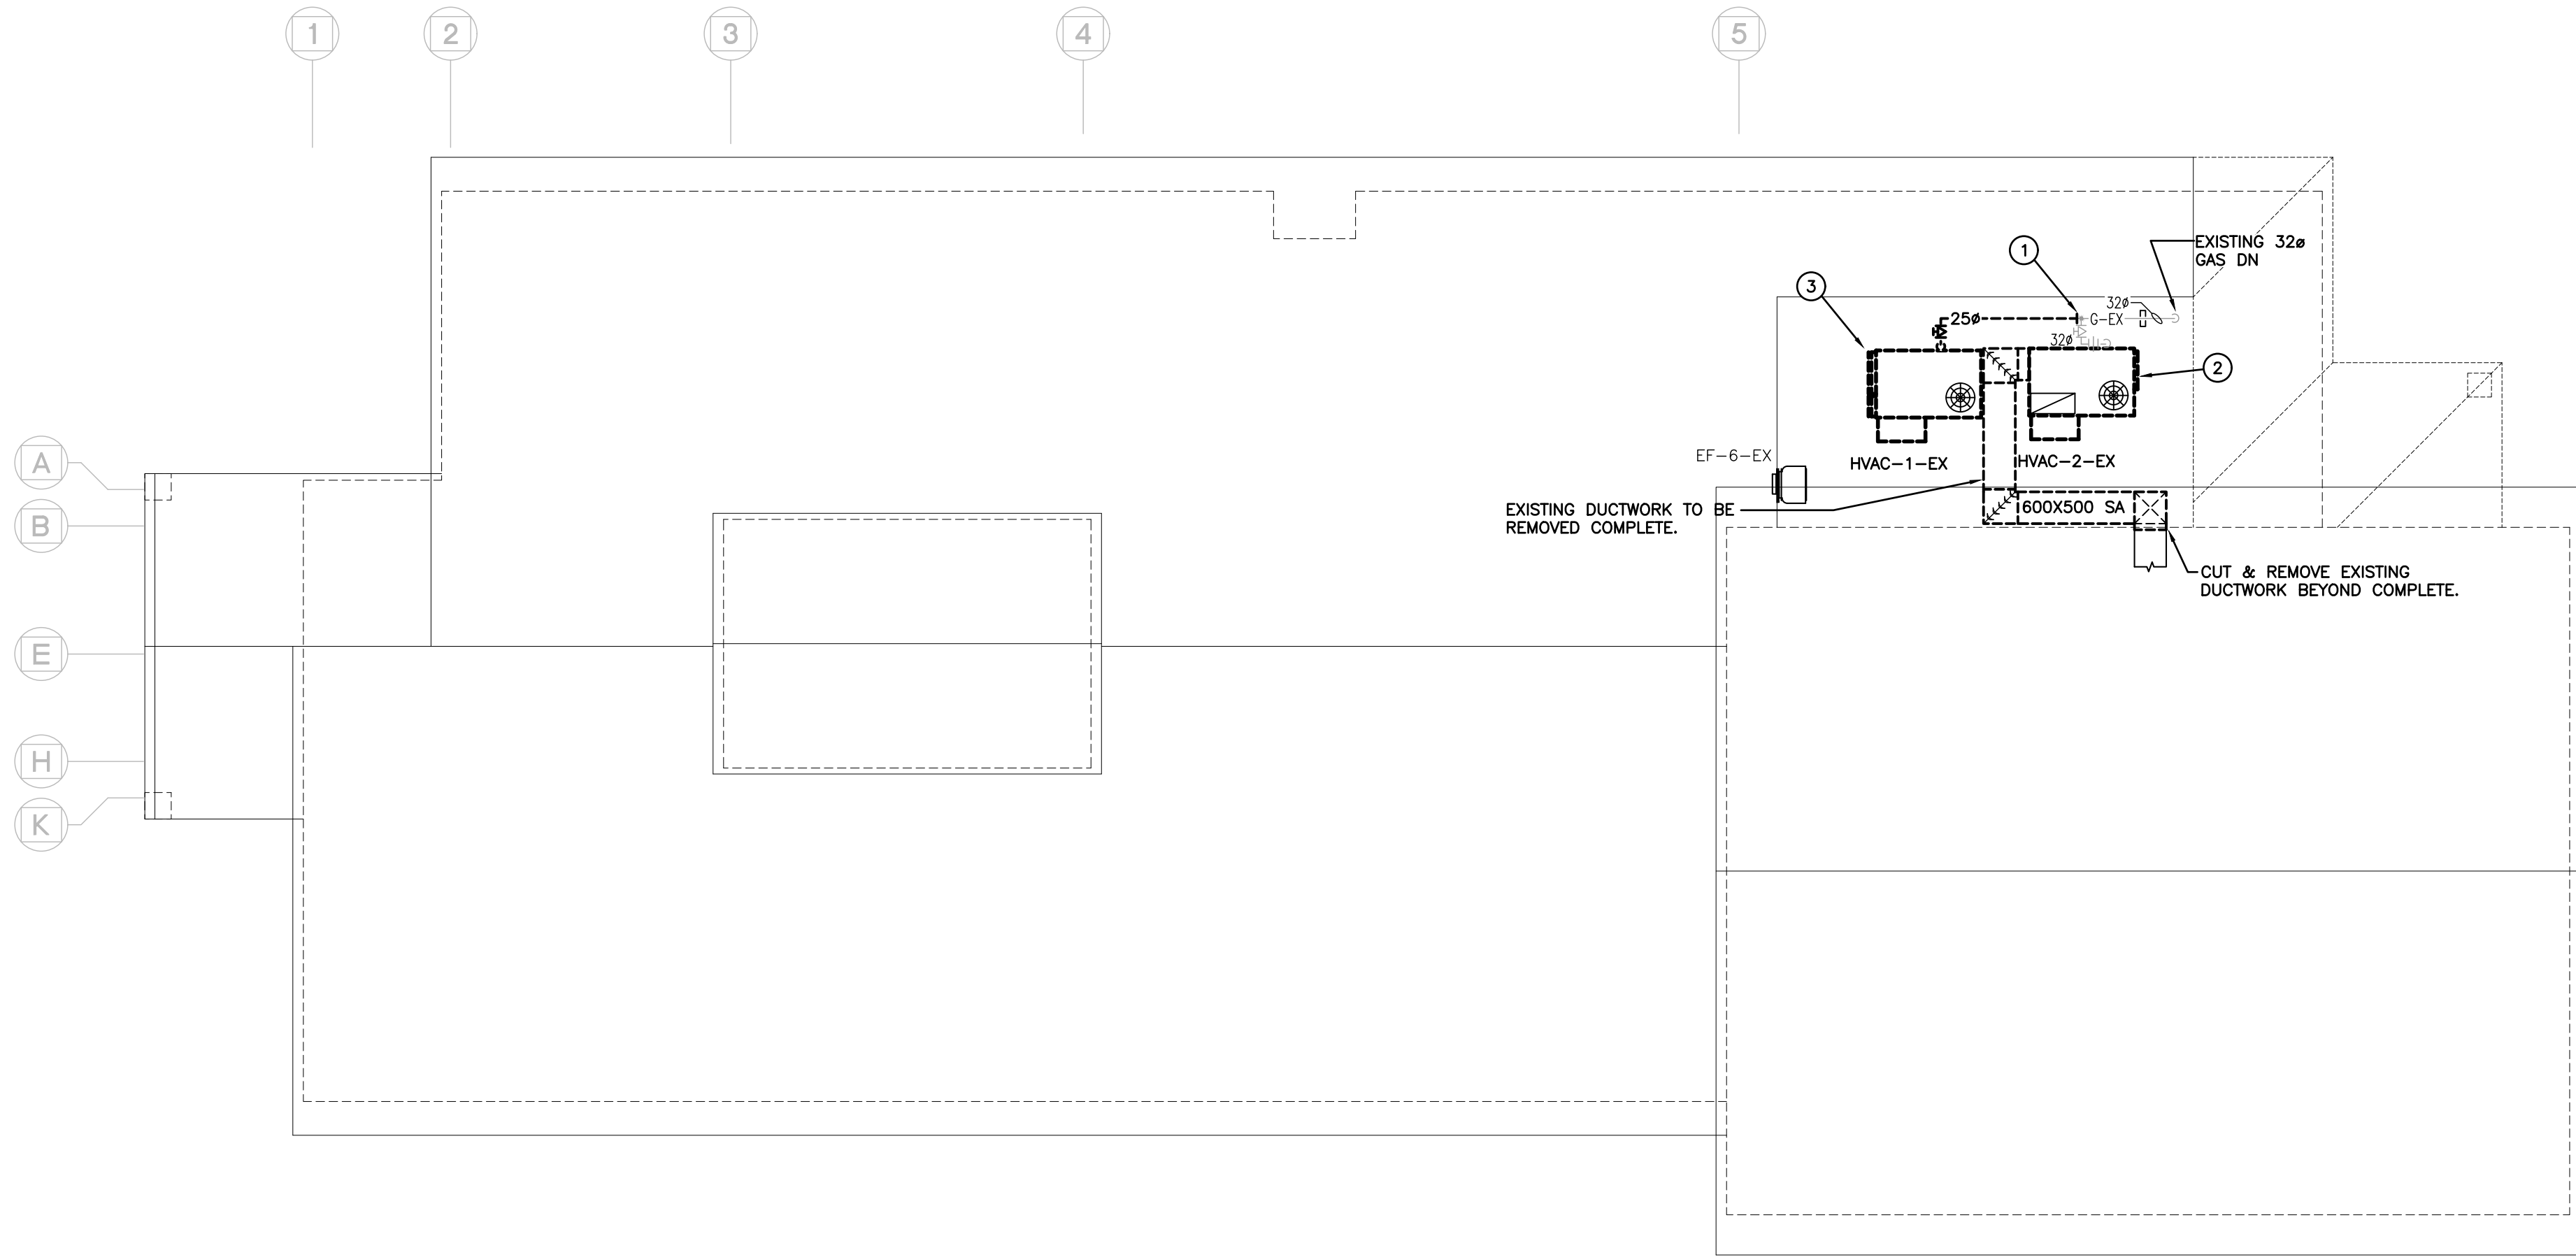 1
2
3
4
5
EXISTING 32ø
GAS DN
1
3
32ø
25ø
G-EX
32ø
2
A
EF-6-EX
HVAC-1-EX
HVAC-2-EX
B
EXISTING DUCTWORK TO BE
REMOVED COMPLETE.
600X500 SA
CUT & REMOVE EXISTING
DUCTWORK BEYOND COMPLETE.
E
H
K